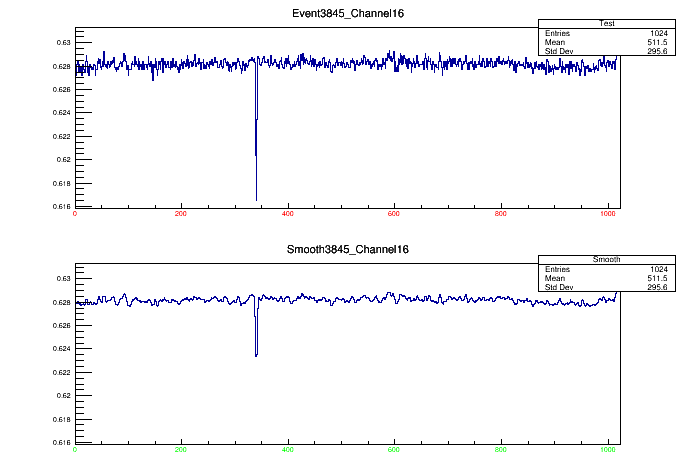 Event3845_Channel16
Test
Entries 1024
Mean 511.5
Std Dev 295.6
0.63
0.628
0.626
0.624
0.622
0.62
0.618
0.616
0 200 400 600 800 1000
Smooth3845_Channel16
Smooth
Entries 1024
Mean 511.5
Std Dev 295.6
0.63
0.628
0.626
0.624
0.622
0.62
0.618
0.616
0 200 400 600 800 1000